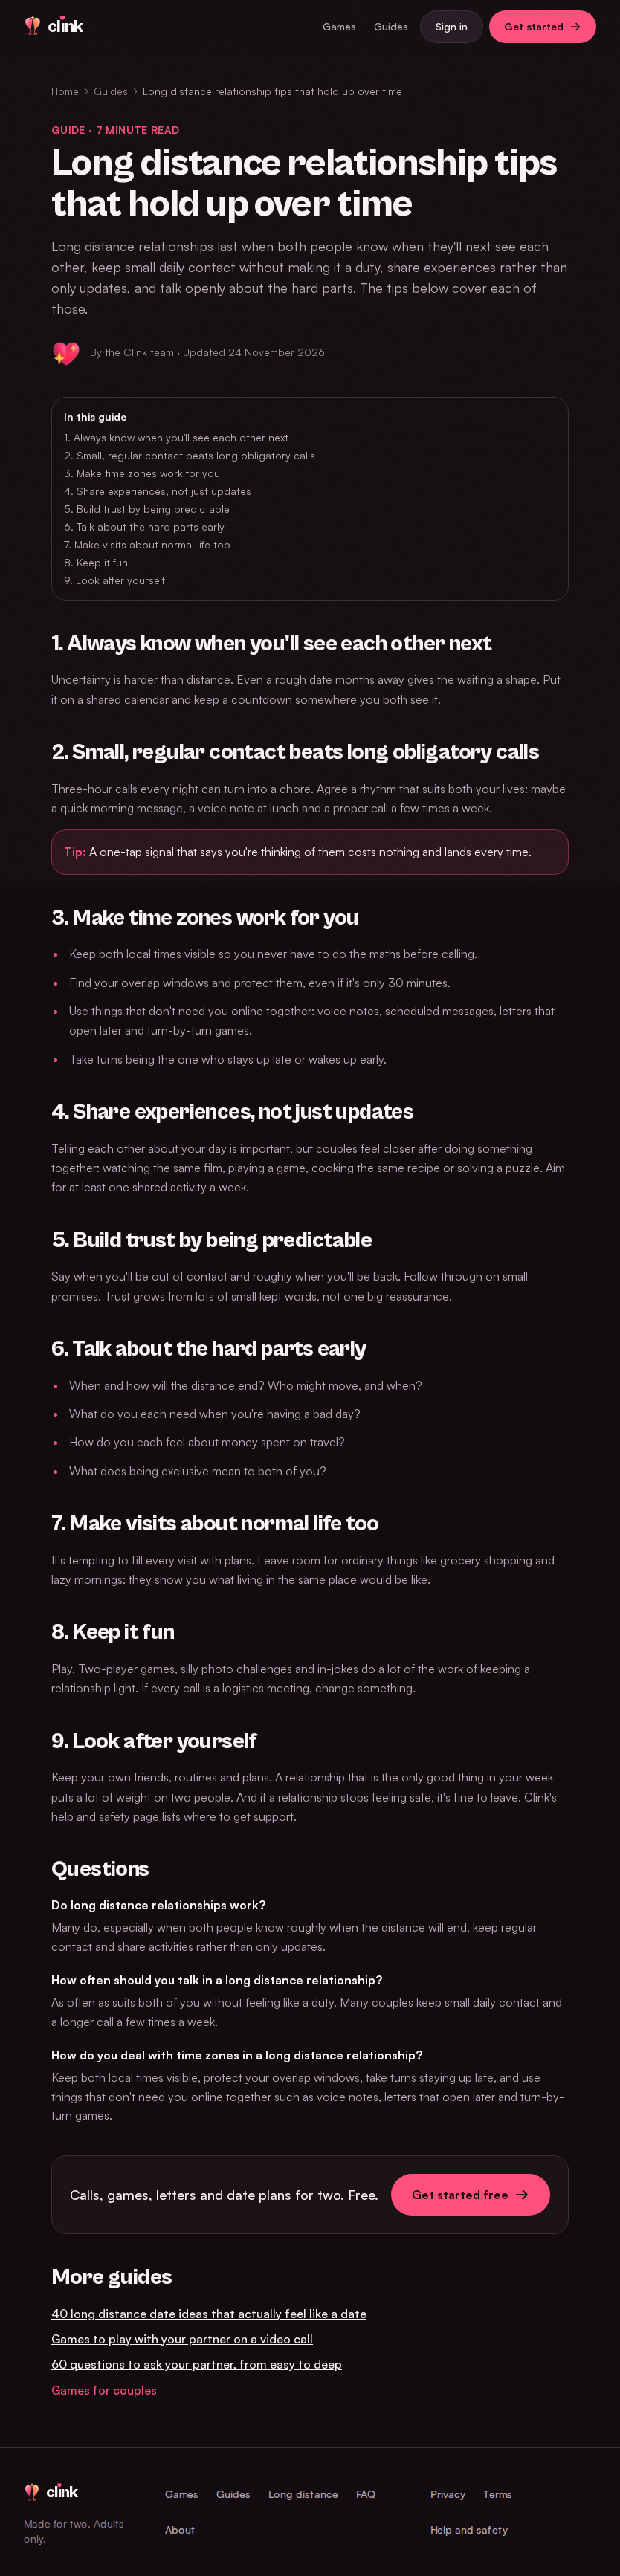 clink
Games
Guides
Sign in
Get started
Home
Guides
Long distance relationship tips that hold up over time
GUIDE · 7 MINUTE READ
Long distance relationship tips
that hold up over time
Long distance relationships last when both people know when they'll next see each
other, keep small daily contact without making it a duty, share experiences rather than
only updates, and talk openly about the hard parts. The tips below cover each of
those.
By the Clink team · Updated 24 November 2026
In this guide
1. Always know when you'll see each other next
2. Small, regular contact beats long obligatory calls
3. Make time zones work for you
4. Share experiences, not just updates
5. Build trust by being predictable
6. Talk about the hard parts early
7. Make visits about normal life too
8. Keep it fun
9. Look after yourself
1. Always know when you'll see each other next
Uncertainty is harder than distance. Even a rough date months away gives the waiting a shape. Put
it on a shared calendar and keep a countdown somewhere you both see it.
2. Small, regular contact beats long obligatory calls
Three-hour calls every night can turn into a chore. Agree a rhythm that suits both your lives: maybe
a quick morning message, a voice note at lunch and a proper call a few times a week.
Tip: A one-tap signal that says you're thinking of them costs nothing and lands every time.
3. Make time zones work for you
Keep both local times visible so you never have to do the maths before calling.
Find your overlap windows and protect them, even if it's only 30 minutes.
Use things that don't need you online together: voice notes, scheduled messages, letters that
open later and turn-by-turn games.
Take turns being the one who stays up late or wakes up early.
4. Share experiences, not just updates
Telling each other about your day is important, but couples feel closer after doing something
together: watching the same film, playing a game, cooking the same recipe or solving a puzzle. Aim
for at least one shared activity a week.
5. Build trust by being predictable
Say when you'll be out of contact and roughly when you'll be back. Follow through on small
promises. Trust grows from lots of small kept words, not one big reassurance.
6. Talk about the hard parts early
When and how will the distance end? Who might move, and when?
What do you each need when you're having a bad day?
How do you each feel about money spent on travel?
What does being exclusive mean to both of you?
7. Make visits about normal life too
It's tempting to fill every visit with plans. Leave room for ordinary things like grocery shopping and
lazy mornings: they show you what living in the same place would be like.
8. Keep it fun
Play. Two-player games, silly photo challenges and in-jokes do a lot of the work of keeping a
relationship light. If every call is a logistics meeting, change something.
9. Look after yourself
Keep your own friends, routines and plans. A relationship that is the only good thing in your week
puts a lot of weight on two people. And if a relationship stops feeling safe, it's fine to leave. Clink's
help and safety page lists where to get support.
Questions
Do long distance relationships work?
Many do, especially when both people know roughly when the distance will end, keep regular
contact and share activities rather than only updates.
How often should you talk in a long distance relationship?
As often as suits both of you without feeling like a duty. Many couples keep small daily contact and
a longer call a few times a week.
How do you deal with time zones in a long distance relationship?
Keep both local times visible, protect your overlap windows, take turns staying up late, and use
things that don't need you online together such as voice notes, letters that open later and turn-by-
turn games.
Calls, games, letters and date plans for two. Free.
Get started free
More guides
40 long distance date ideas that actually feel like a date
Games to play with your partner on a video call
60 questions to ask your partner, from easy to deep
Games for couples
clink
Made for two. Adults
only.
Games
Guides
Long distance
FAQ
About
Privacy
Terms
Help and safety